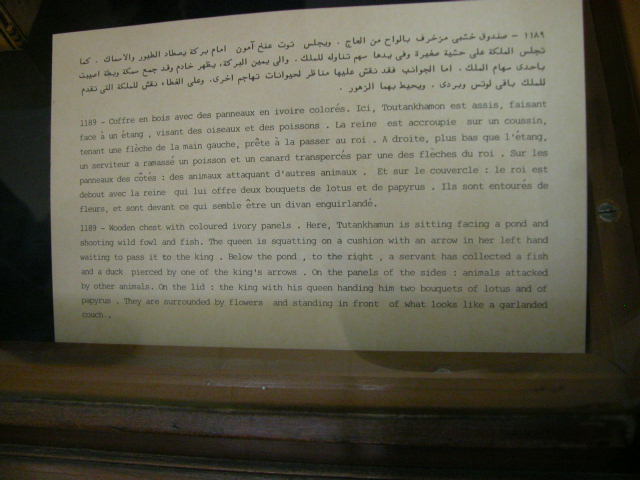 ١١٨٩ - صندوق خشبى مزخرف بالواح من العاج . ويجلس توت عنخ آمون امام بركة يصطاد الطيور والاسماك . كما
تجلس الملكة على حشية صغيرة وفى يدها سهم تناوله للملك . والى يمين البركة، يظهر خادم وقد جمع سمكة وبطة اصيبت
باحدى سهام الملك . اما الجوانب فقد نقش عليها مناظر لحيوانات تهاجم اخرى. وعلى الغطاء نقش للملكة التى تقدم
للملك باقى لوتس وبردى . ويحيط بهما الزهور .
1189 - Coffre en bois avec des panneaux en ivoire colorés. Ici, Toutankhamon est assis, faisant
face à un étang , visant des oiseaux et des poissons . La reine est accroupie sur un coussin,
tenant une flèche de la main gauche, prête à la passer au roi . A droite, plus bas que l'étang,
un serviteur a ramassé un poisson et un canard transpercés par une des flèches du roi . Sur les
panneaux des côtés : des animaux attaquant d'autres animaux . Et sur le couvercle : le roi est
debout avec la reine qui lui offre deux bouquets de lotus et de papyrus . Ils sont entourés de
fleurs, et sont devant ce qui semble être un divan enguirlandé.
1189 - Wooden chest with coloured ivory panels . Here, Tutankhamun is sitting facing a pond and
shooting wild fowl and fish. The queen is squatting on a cushion with an arrow in her left hand
waiting to pass it to the king . Below the pond , to the right , a servant has collected a fish
and a duck pierced by one of the king's arrows . On the panels of the sides : animals attacked
by other animals. On the lid : the king with his queen handing him two bouquets of lotus and of
papyrus . They are surrounded by flowers and standing in front of what looks like a garlanded
couch .